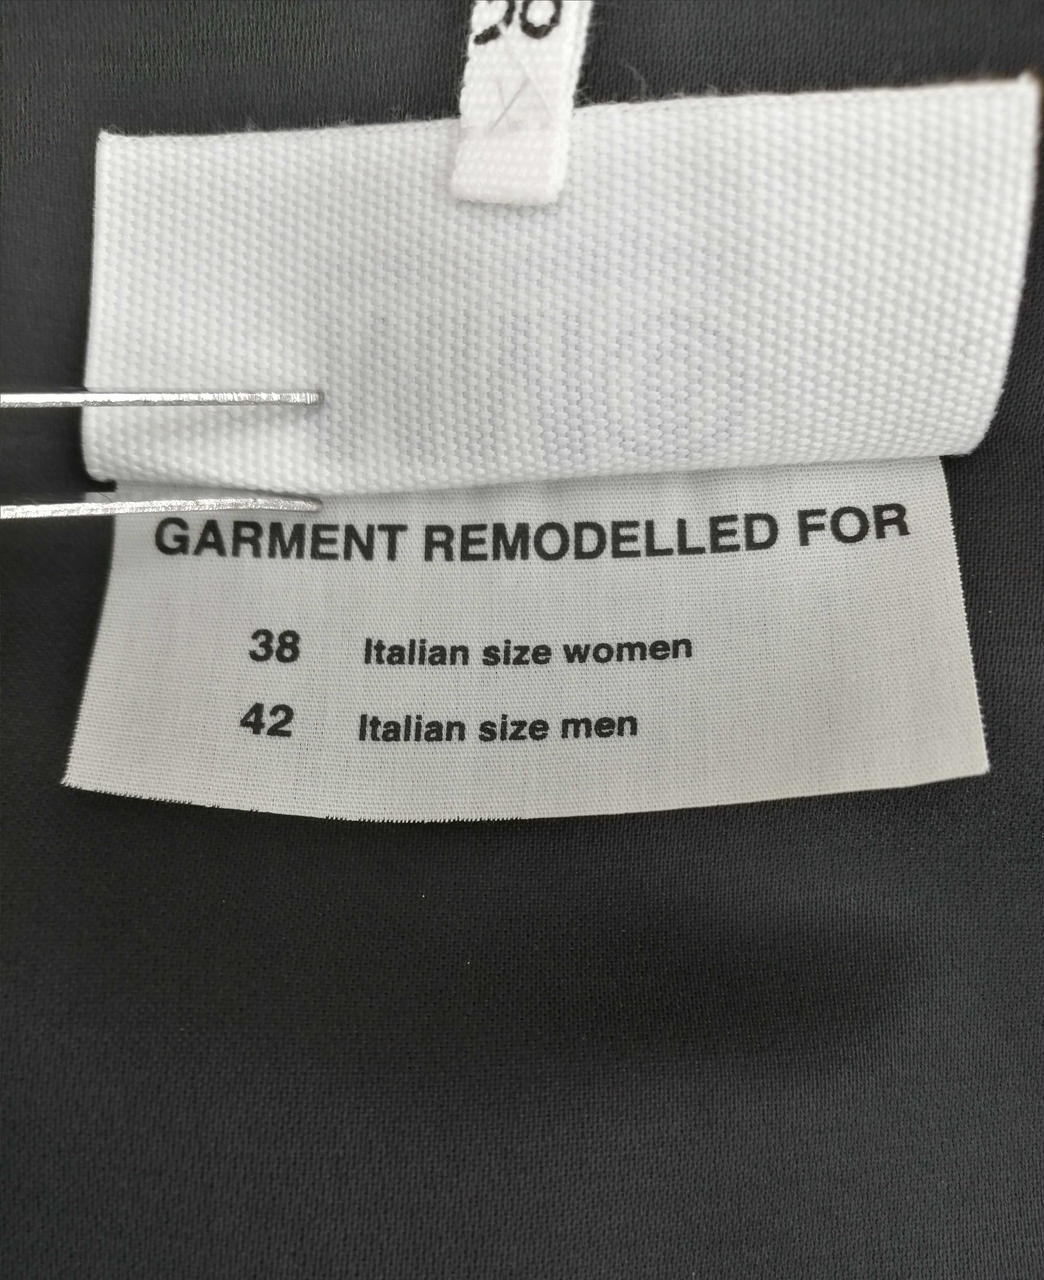 GARMENT REMODELLED FOR
38 Italian size women
42 Italian size men